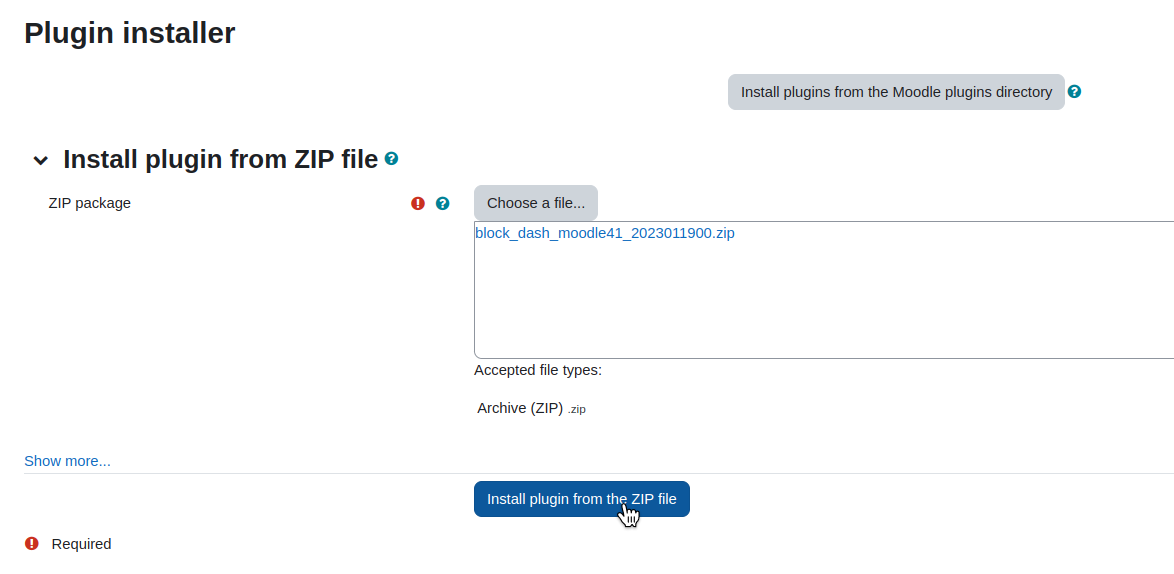 Plugin installer
Install plugins from the Moodle plugins directory
Install plugin from ZIP file
ZIP package
Choose a file...
block_dash_moodle41_2023011900.zip
Accepted file types:
Archive (ZIP) .zip
Show more...
Install plugin from the ZIP file
Required